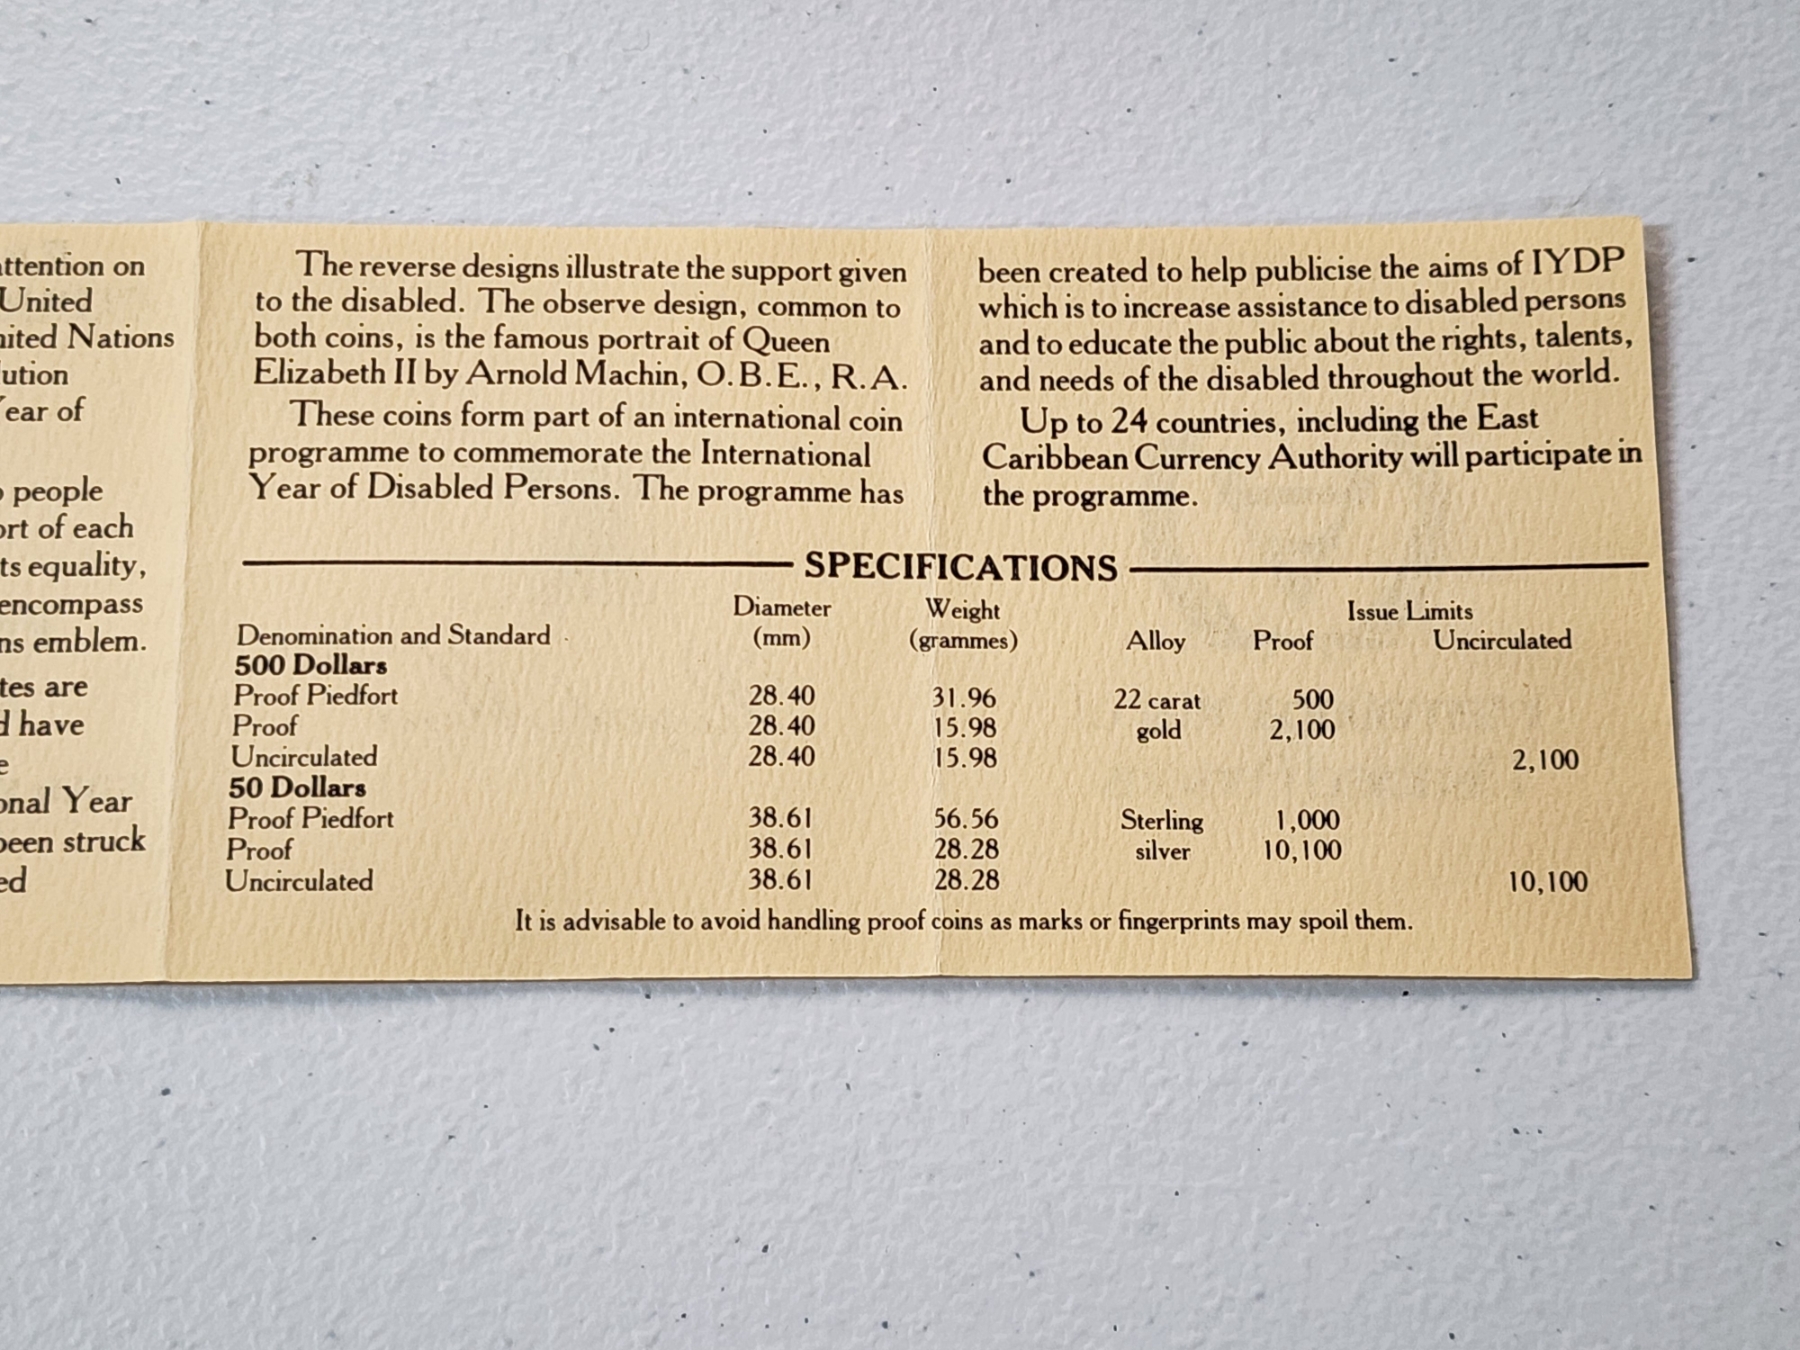 ttention on
United
ited Nations
ution
ear of
people
ort of each
ts equality,
encompass
ns emblem.
tes are
d have
e
onal Year
been struck
ed
The reverse designs illustrate the support given
to the disabled. The observe design, common to
both coins, is the famous portrait of Queen
Elizabeth II by Arnold Machin, O.B.E., R.A.
These coins form part of an international coin
programme to commemorate the International
Year of Disabled Persons. The programme has
been created to help publicise the aims of IYDP
which is to increase assistance to disabled persons
and to educate the public about the rights, talents,
and needs of the disabled throughout the world.
Up to 24 countries, including the East
Caribbean Currency Authority will participate in
the programme.
SPECIFICATIONS
Diameter Weight Issue Limits
Denomination and Standard (mm) (grammes) Alloy Proof Uncirculated
500 Dollars
Proof Piedfort 28.40 31.96 22 carat 500
Proof 28.40 15.98 gold 2,100
Uncirculated 28.40 15.98 2,100
50 Dollars
Proof Piedfort 38.61 56.56 Sterling 1,000
Proof 38.61 28.28 silver 10,100
Uncirculated 38.61 28.28 10,100
It is advisable to avoid handling proof coins as marks or fingerprints may spoil them.